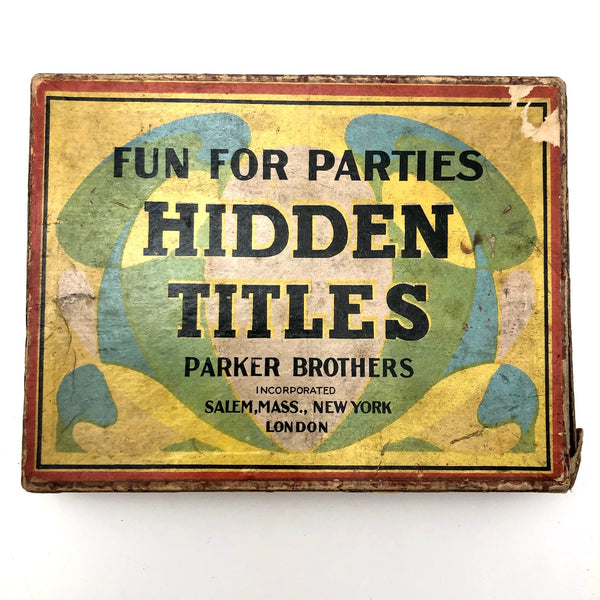 FUN FOR PARTIES
HIDDEN
TITLES
PARKER BROTHERS
INCORPORATED
SALEM, MASS., NEW YORK
LONDON